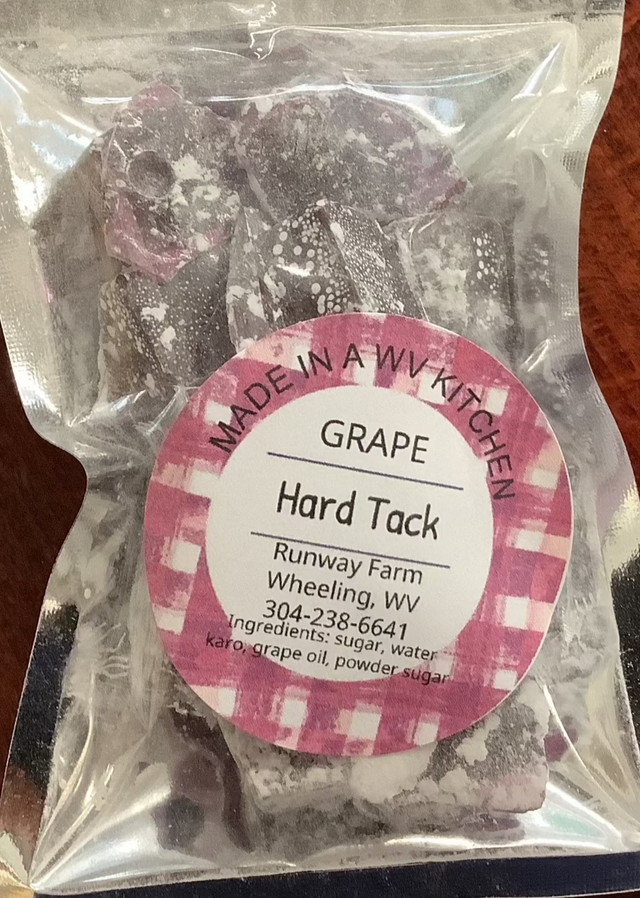 MADE IN A WV KITCHEN
GRAPE
Hard Tack
Runway Farm
Wheeling, WV
304-238-6641
Ingredients: sugar, water
karo, grape oil, powder sugar